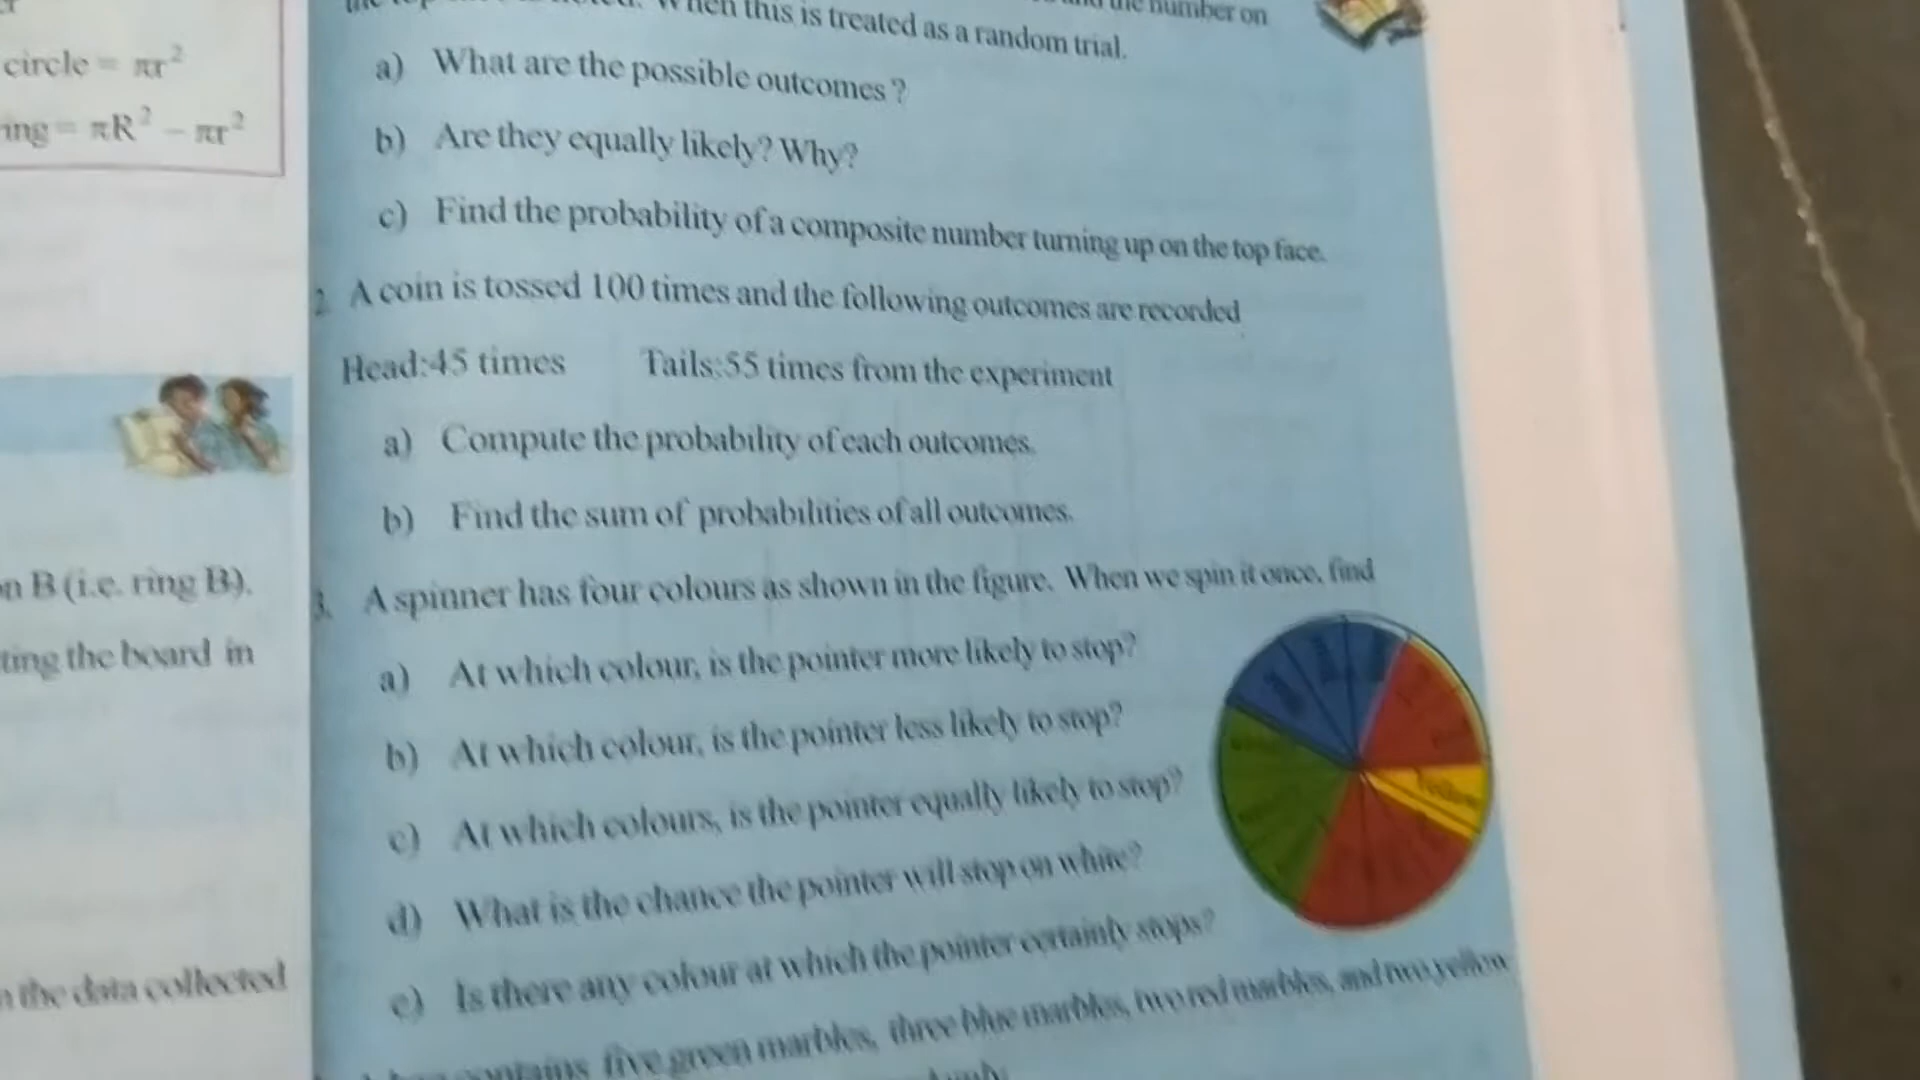 circle = πr²
ing = πR² – πr²
n B (i.e. ring B).
ting the board in
the data collected
the number on
When this is treated as a random trial.
a) What are the possible outcomes ?
b) Are they equally likely? Why?
c) Find the probability of a composite number turning up on the top face.
2. A coin is tossed 100 times and the following outcomes are recorded
Head:45 times Tails:55 times from the experiment
a) Compute the probability of each outcomes.
b) Find the sum of probabilities of all outcomes.
3. A spinner has four colours as shown in the figure. When we spin it once, find
a) At which colour, is the pointer more likely to stop?
b) At which colour, is the pointer less likely to stop?
c) At which colours, is the pointer equally likely to stop?
d) What is the chance the pointer will stop on white?
e) Is there any colour at which the pointer certainly stops?
Yellow
contains five green marbles, three blue marbles, two red marbles, and two yellow